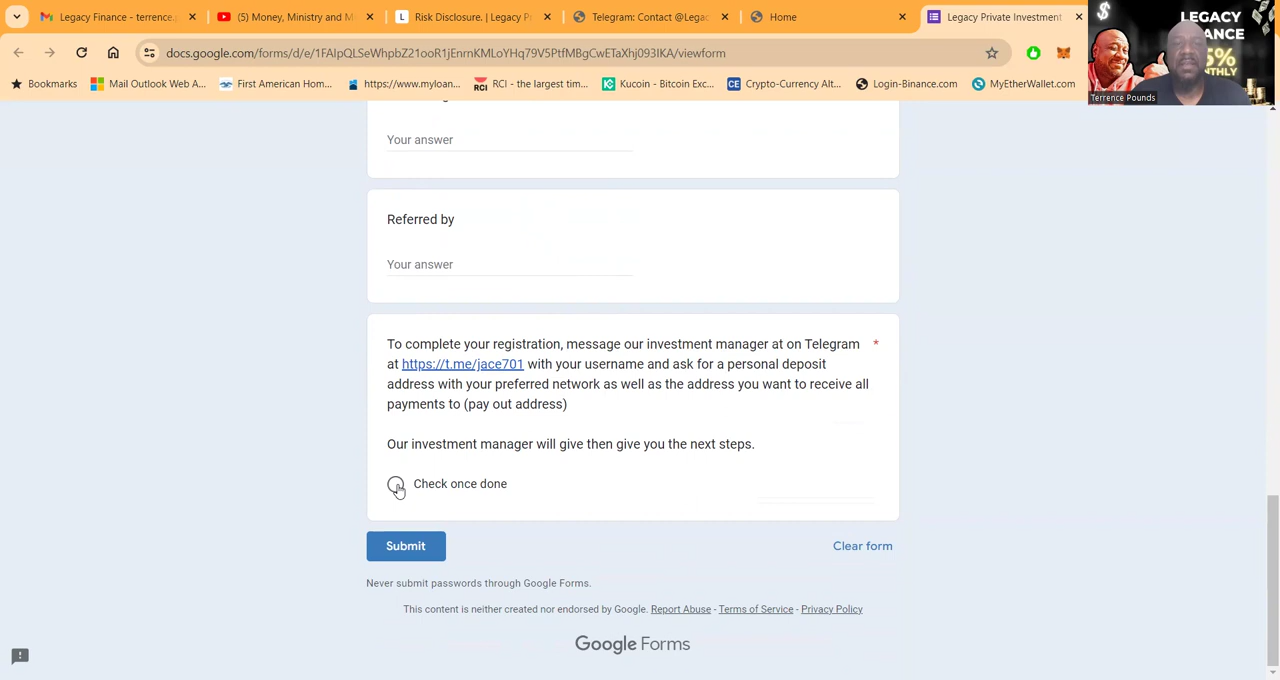 Legacy Finance - terrence.
(5) Money, Ministry and M
Risk Disclosure. | Legacy P
Telegram: Contact @Legac
Home
Legacy Private Investment
docs.google.com/forms/d/e/1FAIpQLSeWhpbZ21ooR1jEnrnKMLoYHq79V5PtfMBgCwETaXhj093IKA/viewform
Bookmarks
Mail Outlook Web A...
First American Hom...
https://www.myloan...
RCI - the largest tim...
Kucoin - Bitcoin Exc...
Crypto-Currency Alt...
Login-Binance.com
MyEtherWallet.com
LEGACY
5%
Terrence Pounds
Your answer
Referred by
Your answer
To complete your registration, message our investment manager at on Telegram *
at https://t.me/jace701 with your username and ask for a personal deposit
address with your preferred network as well as the address you want to receive all
payments to (pay out address)
Our investment manager will give then give you the next steps.
Check once done
Submit
Clear form
Never submit passwords through Google Forms.
This content is neither created nor endorsed by Google. Report Abuse - Terms of Service - Privacy Policy
Google Forms